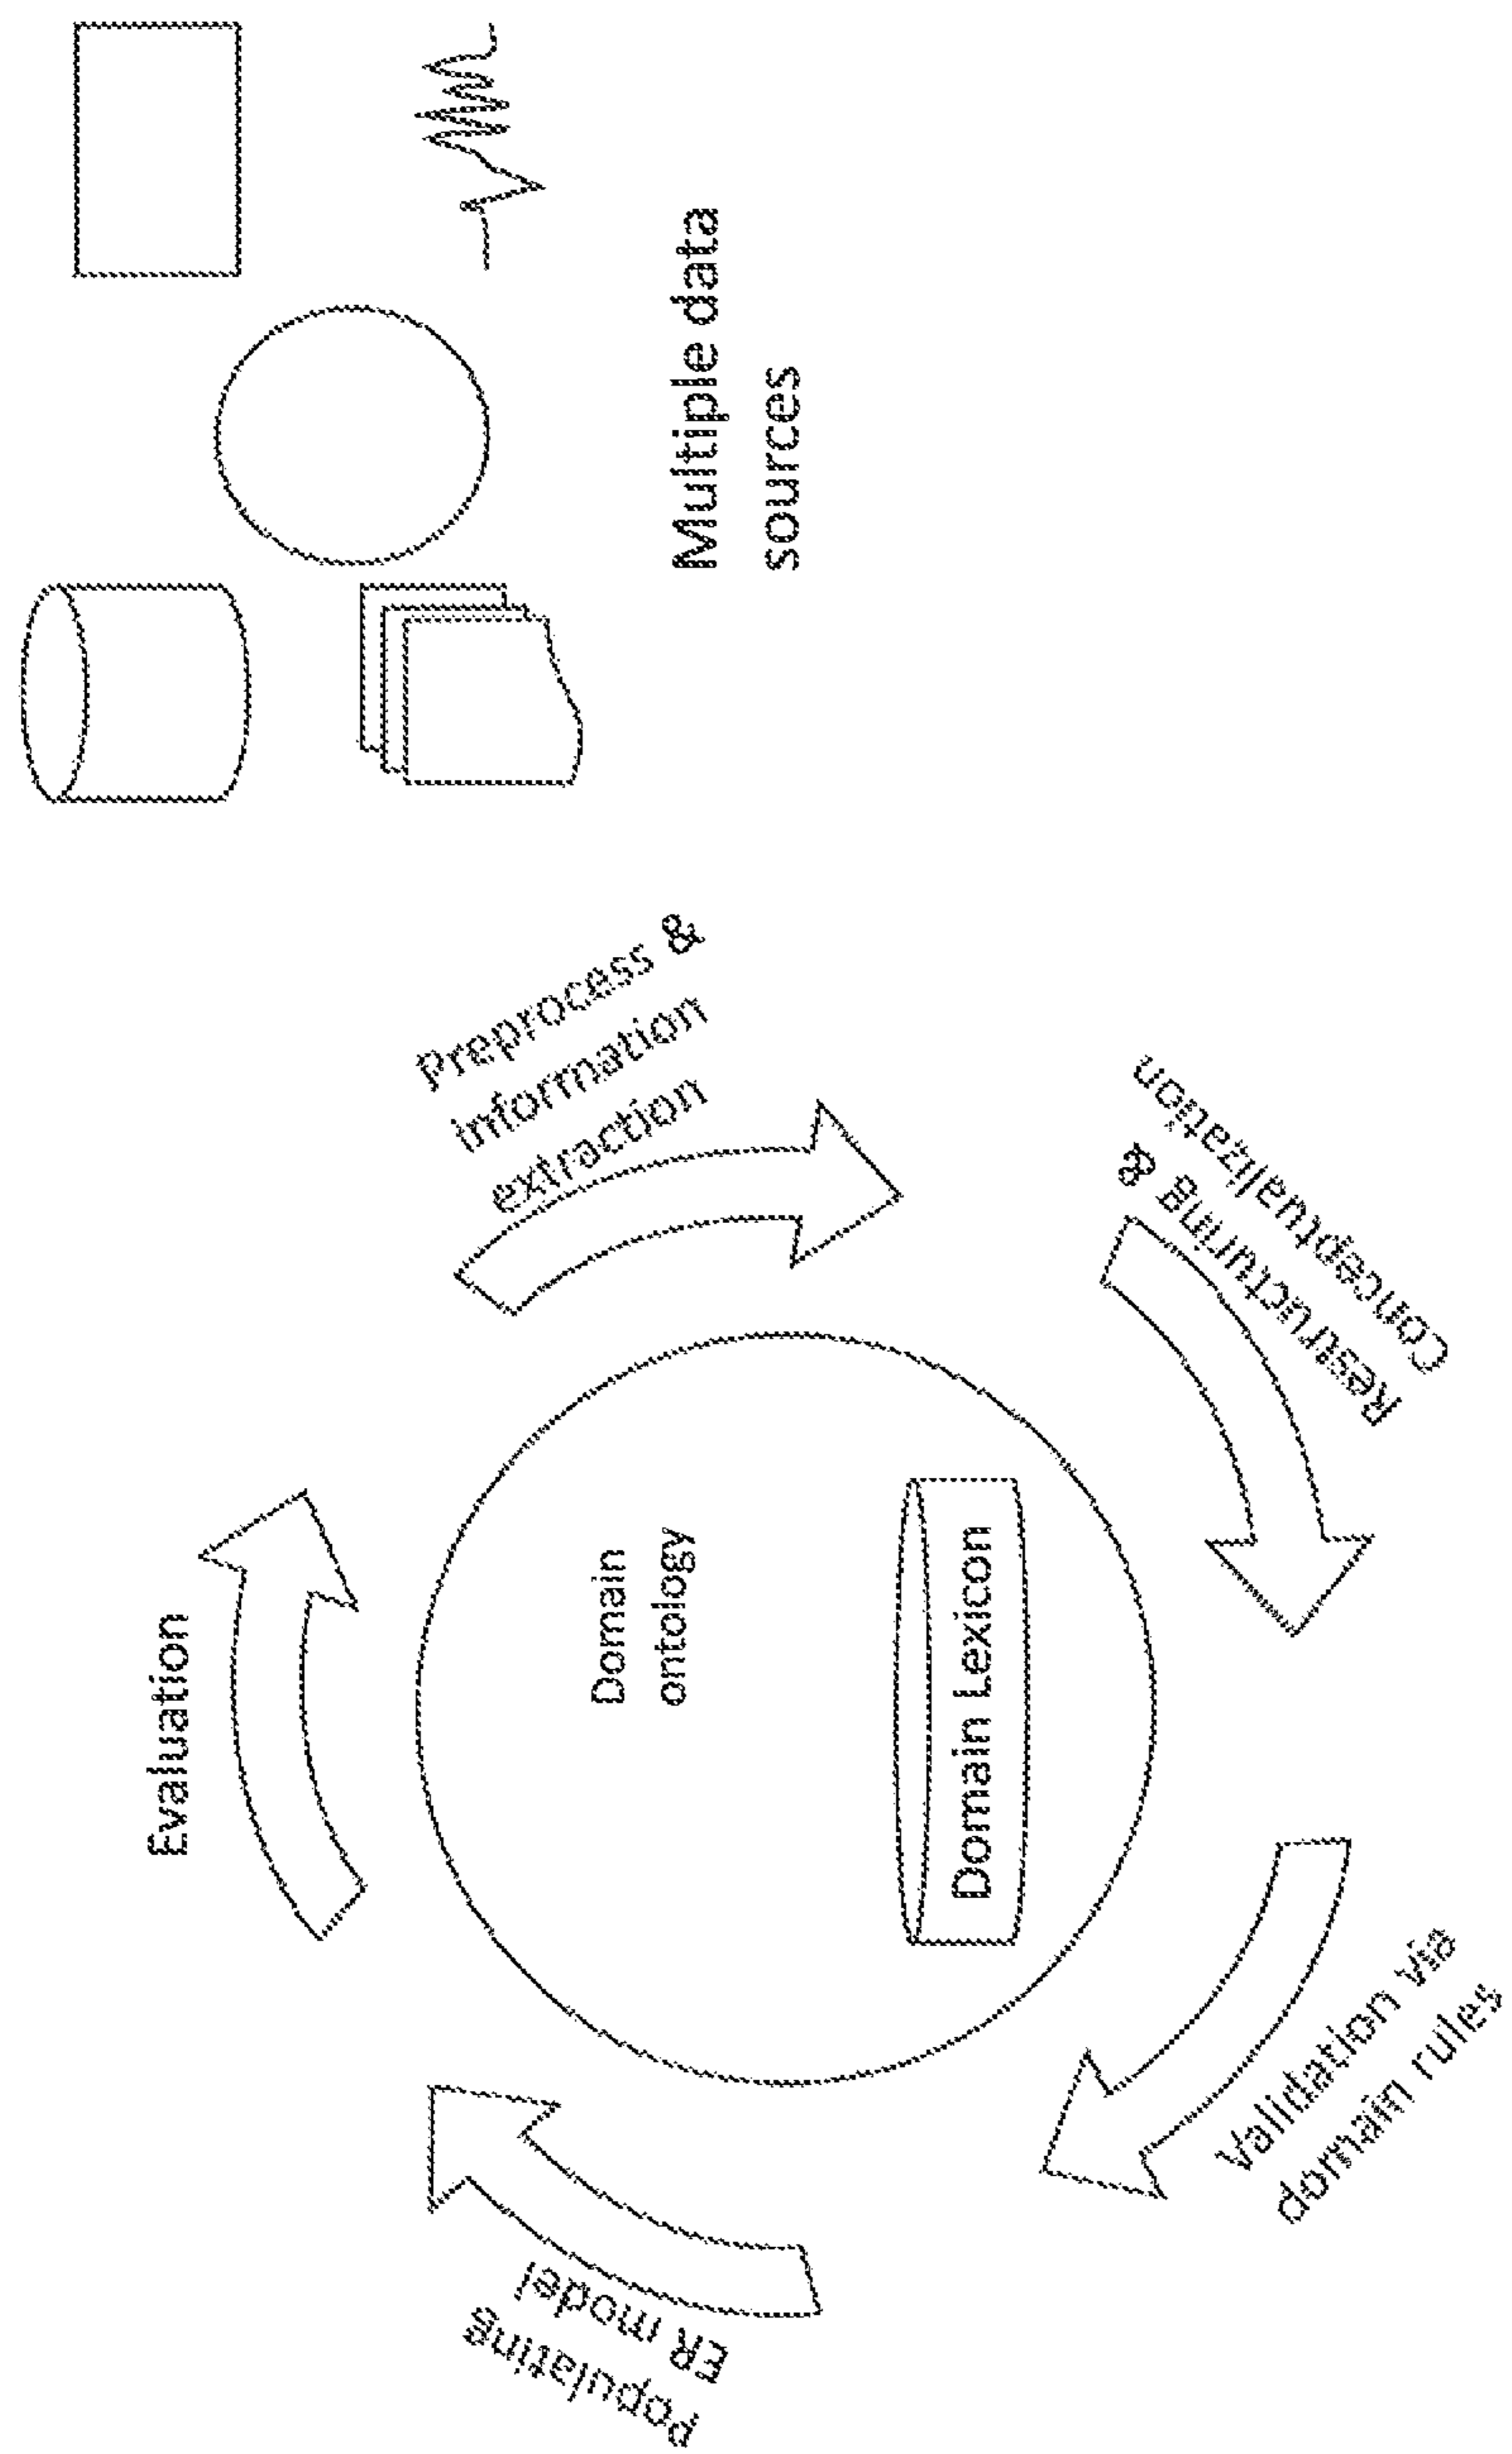 Multiple data
sources
Evaluation
Preprocess &
information
extraction
Restructuring &
Conceptualization
Validation via
domain rules
Populating
ER model
Domain
ontology
Domain Lexicon